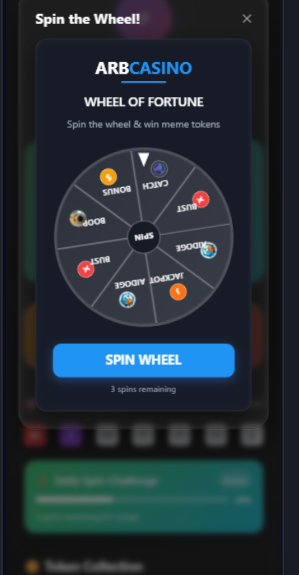 Spin the Wheel!
ARBCASINO
WHEEL OF FORTUNE
Spin the wheel & win meme tokens
CATCH
BUST
AIDOGE
JACKPOT
AIDOGE
BUST
BOOP
BONUS
SPIN
SPIN WHEEL
3 spins remaining
Daily Spin Challenge
Token Collection